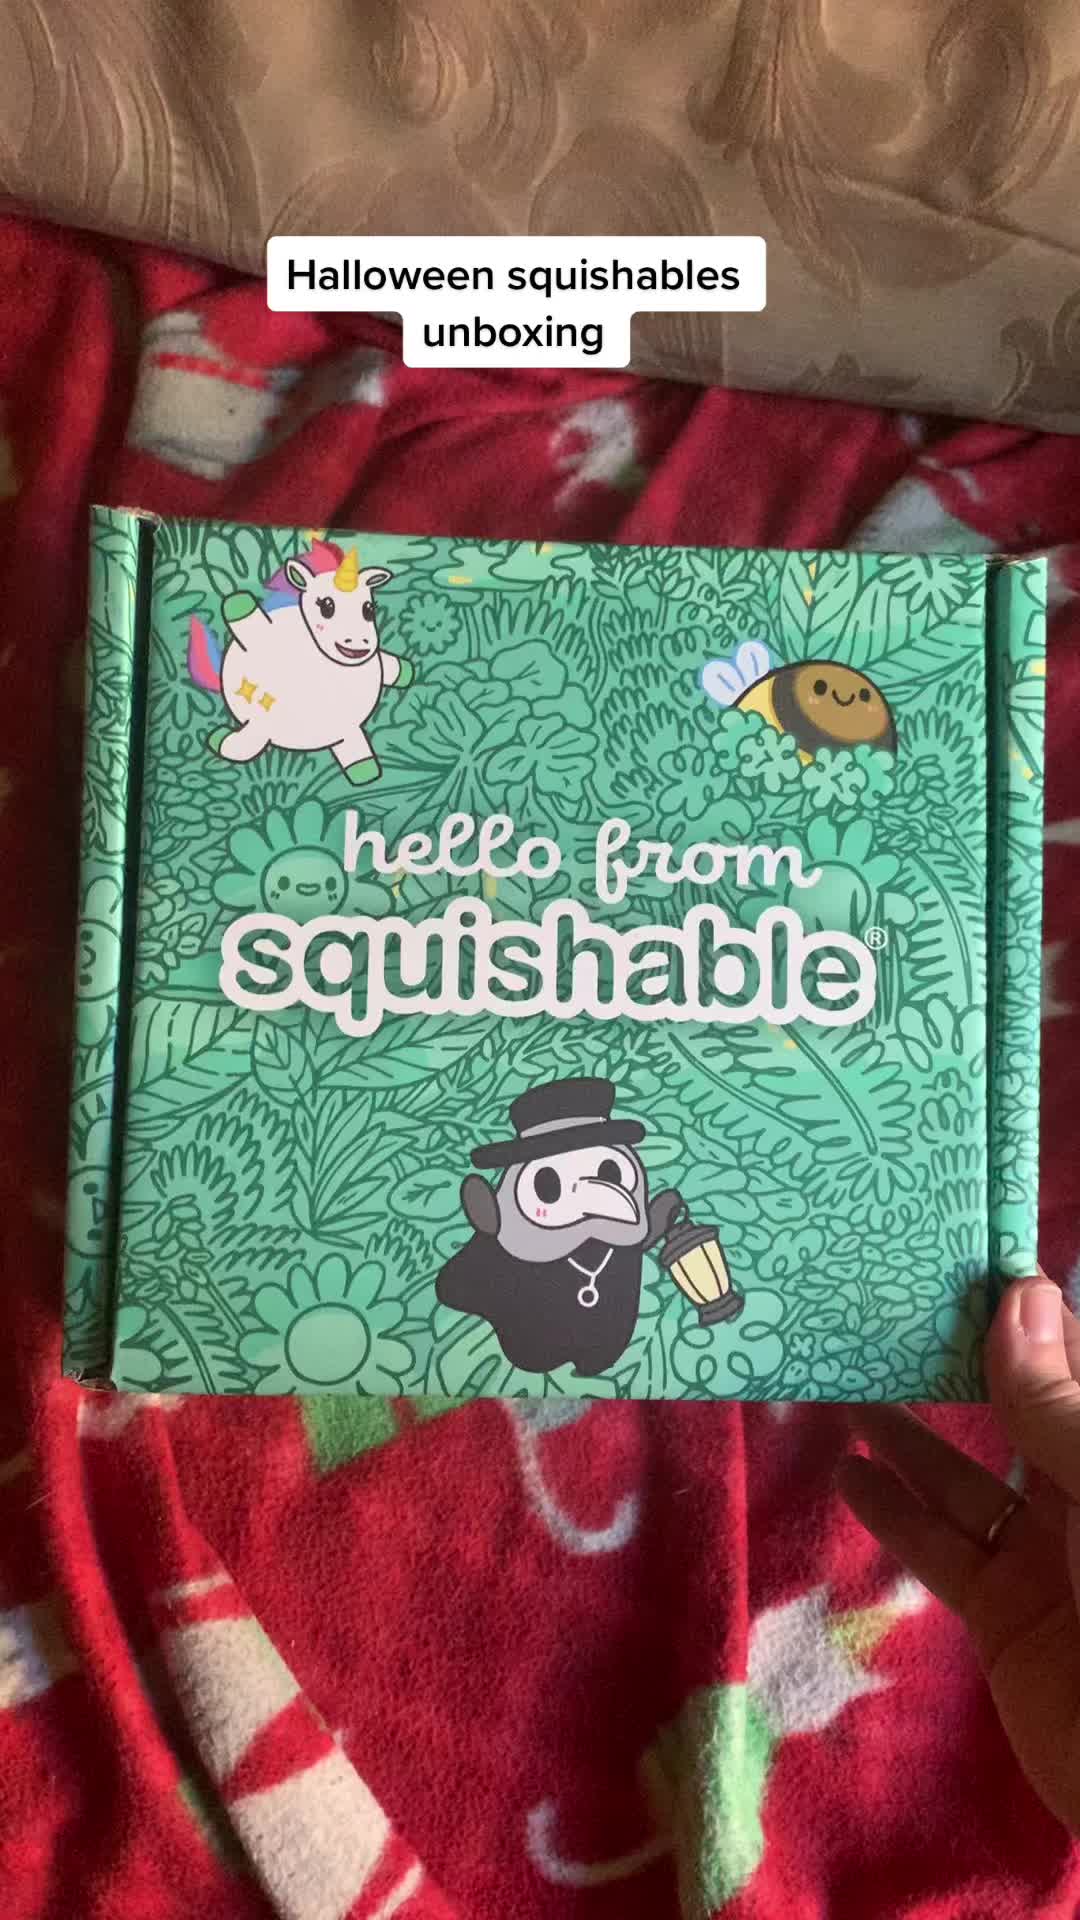 Halloween squishables
unboxing
hello from
squishable®